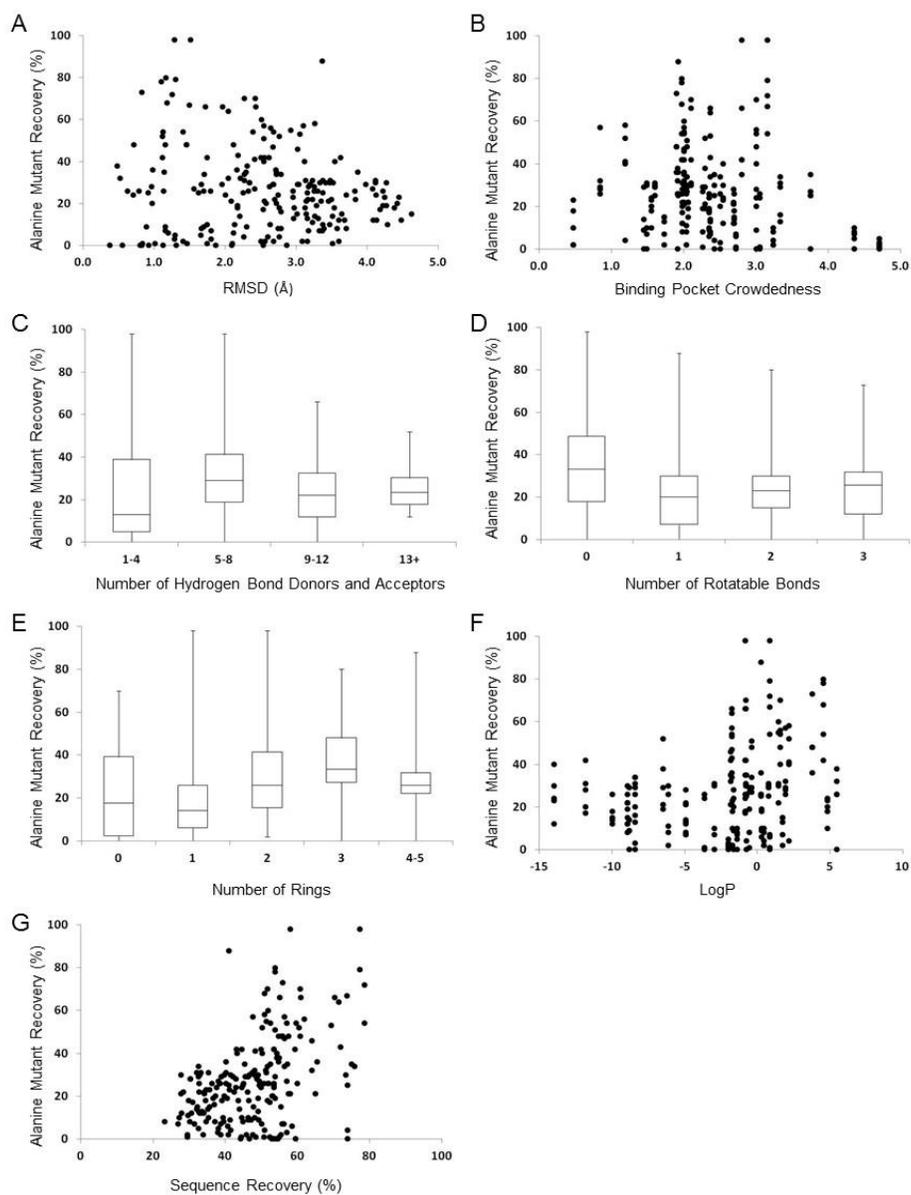 A
B
Alanine Mutant Recovery (%)
100
80
60
40
20
0
0.0 1.0 2.0 3.0 4.0 5.0
RMSD (Å)
Alanine Mutant Recovery (%)
100
80
60
40
20
0
0.0 1.0 2.0 3.0 4.0 5.0
Binding Pocket Crowdedness
C
D
Alanine Mutant Recovery (%)
100
80
60
40
20
0
1-4 5-8 9-12 13+
Number of Hydrogen Bond Donors and Acceptors
Alanine Mutant Recovery (%)
100
80
60
40
20
0
0 1 2 3
Number of Rotatable Bonds
E
F
Alanine Mutant Recovery (%)
100
80
60
40
20
0
0 1 2 3 4-5
Number of Rings
Alanine Mutant Recovery (%)
100
80
60
40
20
0
-15 -10 -5 0 5 10
LogP
G
Alanine Mutant Recovery (%)
100
80
60
40
20
0
0 20 40 60 80 100
Sequence Recovery (%)